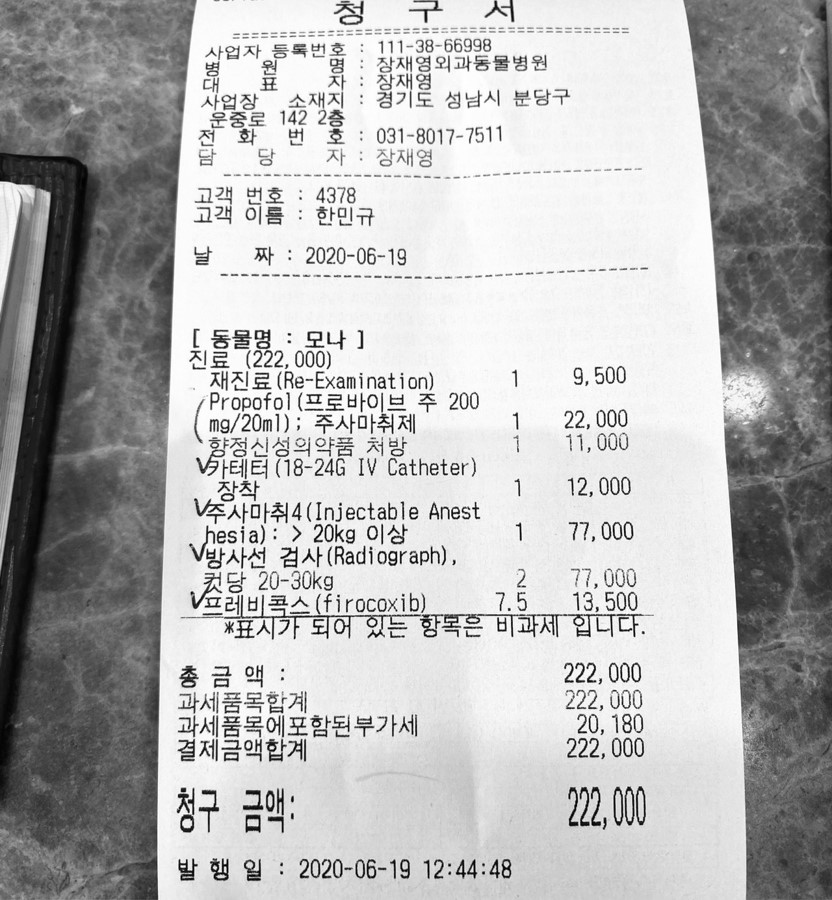 청 구 서
사업자 등록번호 : 111-38-66998
병 원 명 : 장재영외과동물병원
대 표 자 : 장재영
사업장 소재지 : 경기도 성남시 분당구
운중로 142 2층
전 화 번 호 : 031-8017-7511
담 당 자 : 장재영
고객 번호 : 4378
고객 이름 : 한민규
날 짜 : 2020-06-19
[ 동물명 : 모나 ]
진료 (222,000)
재진료(Re-Examination) 1 9,500
Propofol(프로바이브 주 200
mg/20ml); 주사마취제 1 22,000
향정신성의약품 처방 1 11,000
카테터(18-24G IV Catheter)
장착 1 12,000
주사마취4(Injectable Anest
hesia): > 20kg 이상 1 77,000
방사선 검사(Radiograph),
컷당 20-30kg 2 77,000
프레비콕스(firocoxib) 7.5 13,500
*표시가 되어 있는 항목은 비과세 입니다.
총 금 액 : 222,000
과세품목합계 222,000
과세품목에포함된부가세 20,180
결제금액합계 222,000
청구 금액: 222,000
발 행 일 : 2020-06-19 12:44:48